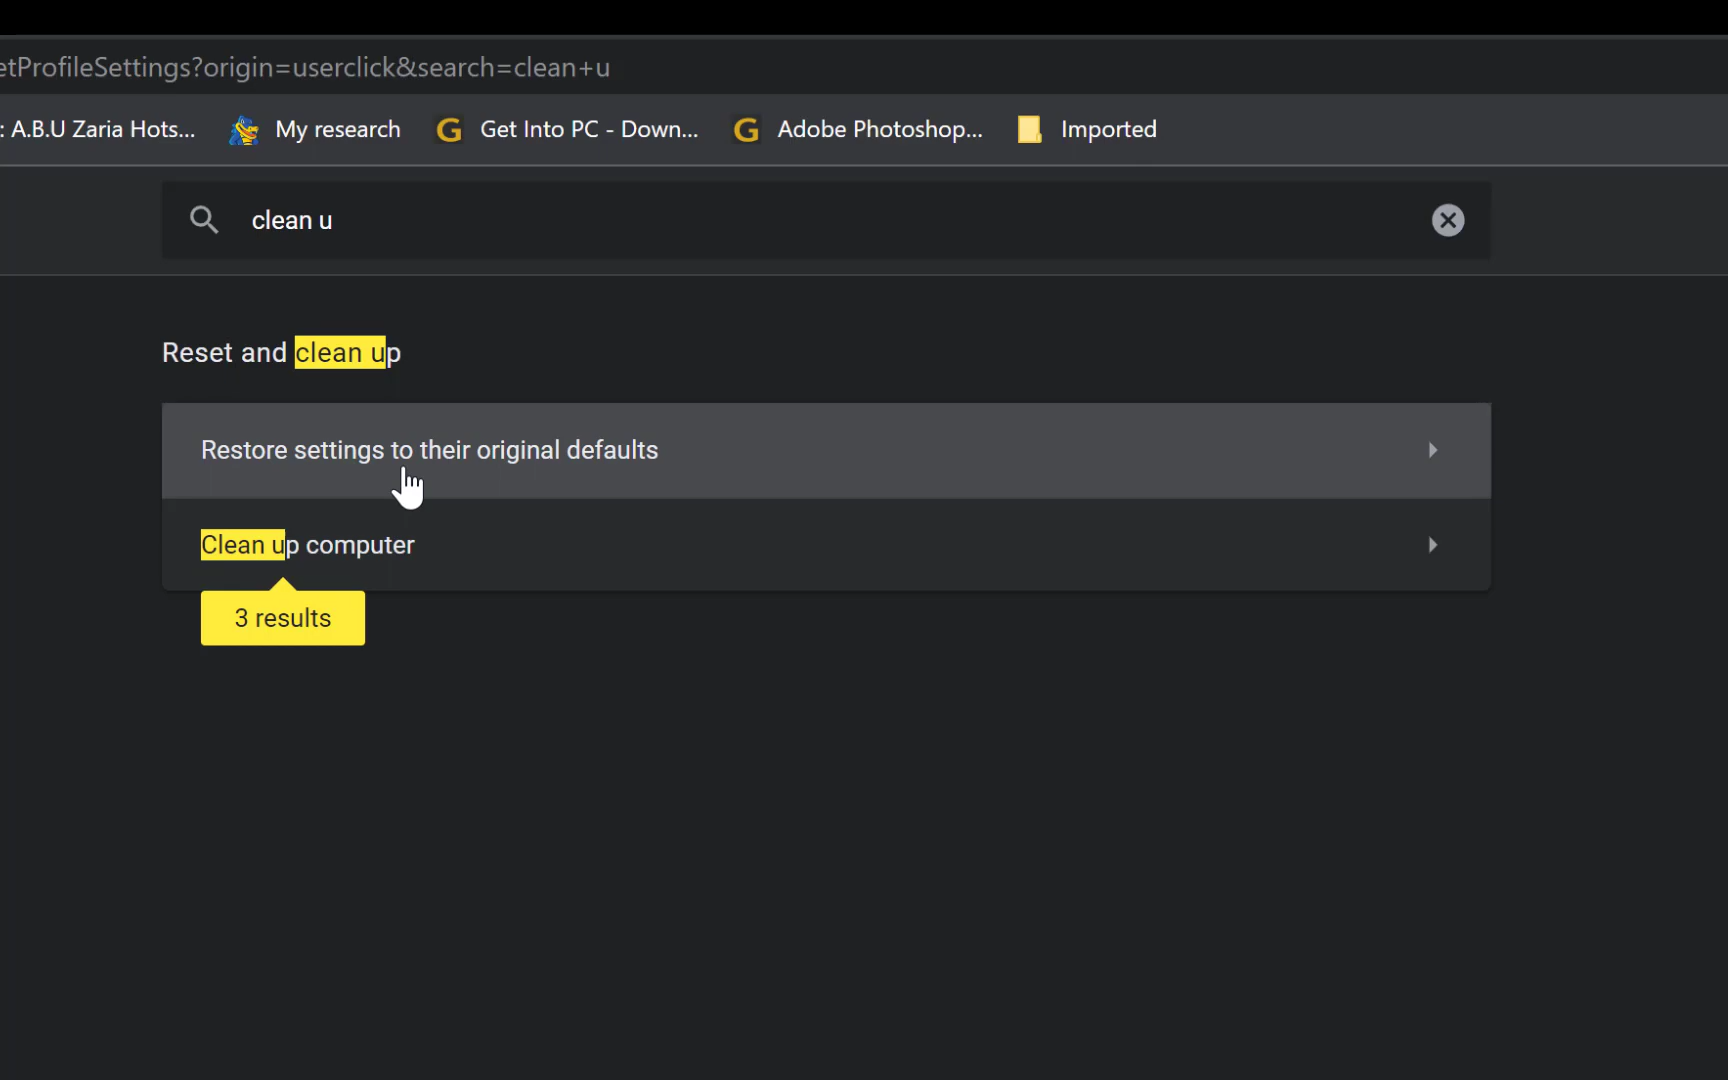 etProfileSettings?origin=userclick&search=clean+u
: A.B.U Zaria Hots... My research G Get Into PC - Down... G Adobe Photoshop... Imported
clean u
Reset and clean up
Restore settings to their original defaults
Clean up computer
3 results